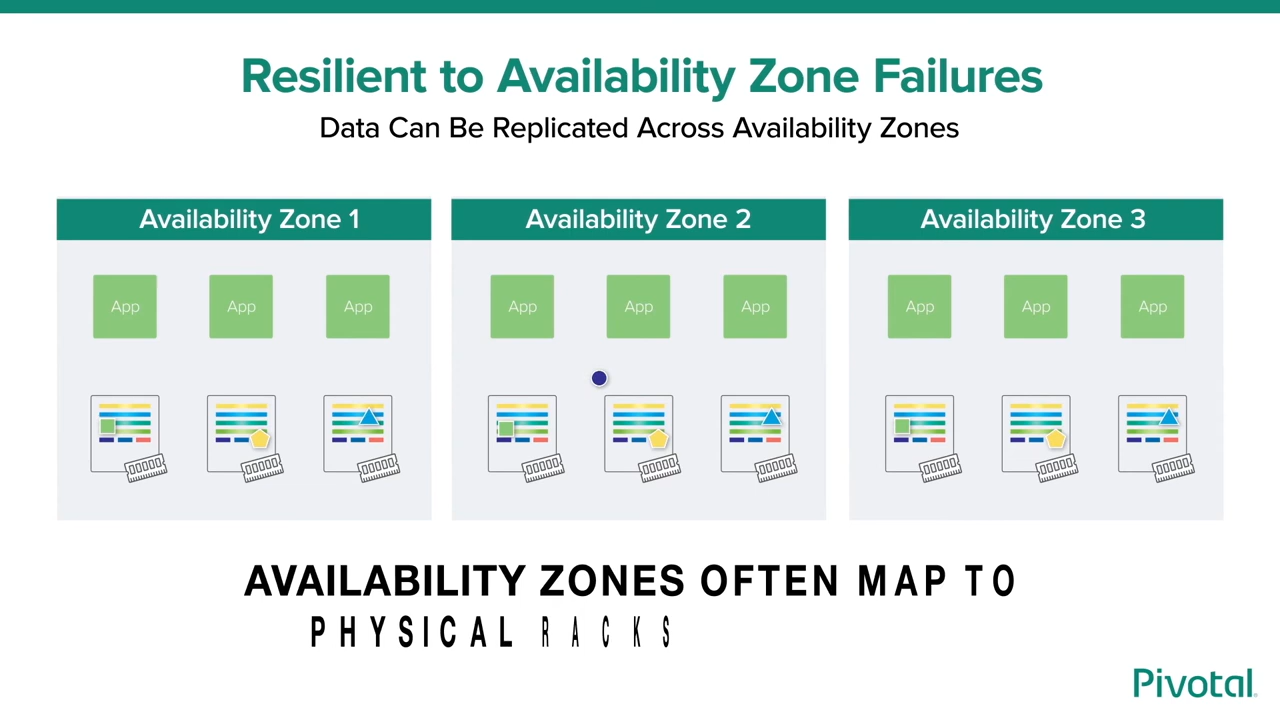 Resilient to Availability Zone Failures
Data Can Be Replicated Across Availability Zones
Availability Zone 1
Availability Zone 2
Availability Zone 3
App App App
App App App
App App App
AVAILABILITY ZONES OFTEN MAP TO
PHYSICAL RACKS
Pivotal